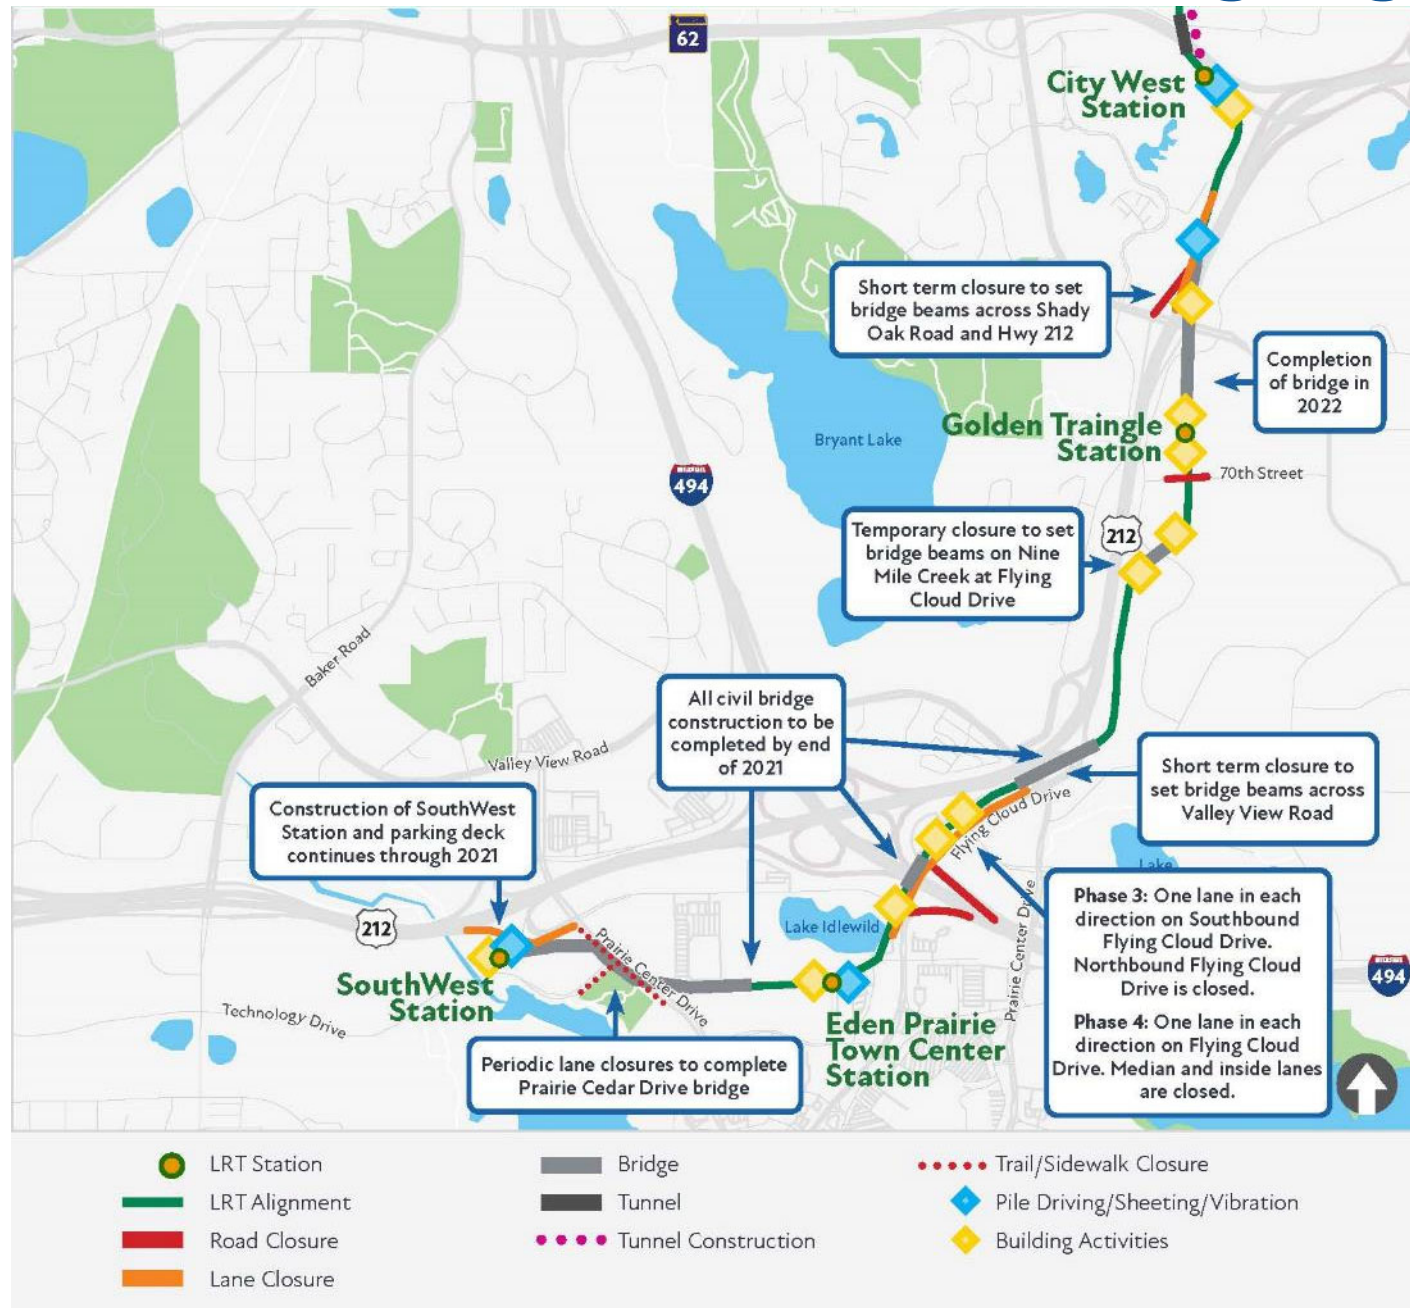 62
City West
Station
Short term closure to set
bridge beams across Shady
Oak Road and Hwy 212
Completion
of bridge in
2022
Golden Traingle
Station
Bryant Lake
494
70th Street
212
Temporary closure to set
bridge beams on Nine
Mile Creek at Flying
Cloud Drive
Baker Road
All civil bridge
construction to be
completed by end
of 2021
Valley View Road
Short term closure to
set bridge beams across
Valley View Road
Construction of SouthWest
Station and parking deck
continues through 2021
Flying Cloud Drive
Lake
Phase 3: One lane in each
direction on Southbound
Flying Cloud Drive.
Northbound Flying Cloud
Drive is closed.
Phase 4: One lane in each
direction on Flying Cloud
Drive. Median and inside lanes
are closed.
212
Lake Idlewild
Prairie Center Drive
Prairie Center Drive
494
SouthWest
Station
Technology Drive
Eden Prairie
Town Center
Station
Periodic lane closures to complete
Prairie Cedar Drive bridge
LRT Station
LRT Alignment
Road Closure
Lane Closure
Bridge
Tunnel
Tunnel Construction
Trail/Sidewalk Closure
Pile Driving/Sheeting/Vibration
Building Activities